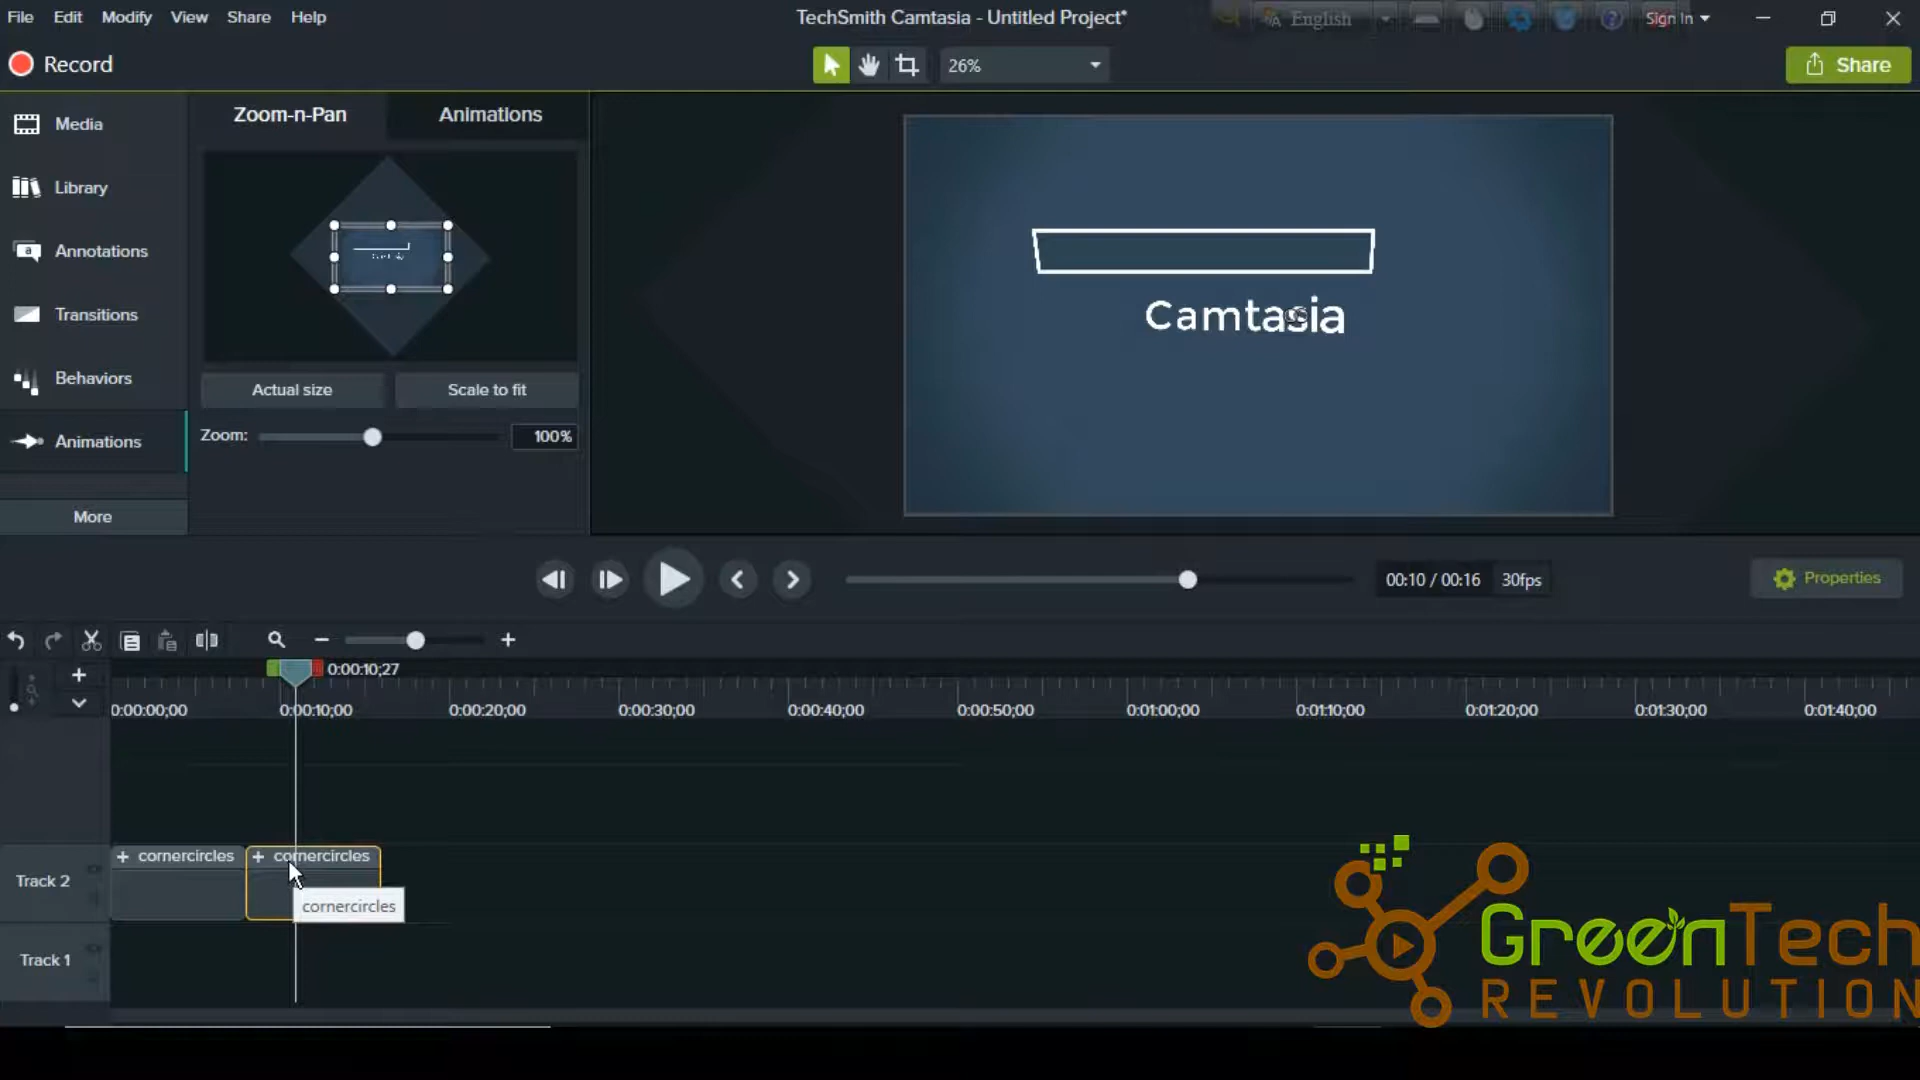 File Edit Modify View Share Help
TechSmith Camtasia - Untitled Project*
English
Sign In
Record
26%
Share
Media
Library
Annotations
Transitions
Behaviors
Animations
More
Zoom-n-Pan Animations
Actual size Scale to fit
Zoom: 100%
Camtasia
00:10 / 00:16 30fps
Properties
0:00:10;27
0:00:00;00 0:00:10;00 0:00:20;00 0:00:30;00 0:00:40;00 0:00:50;00 0:01:00;00 0:01:10;00 0:01:20;00 0:01:30;00 0:01:40;00
Track 2
+ cornercircles + cornercircles
cornercircles
Track 1
GreenTech
REVOLUTION